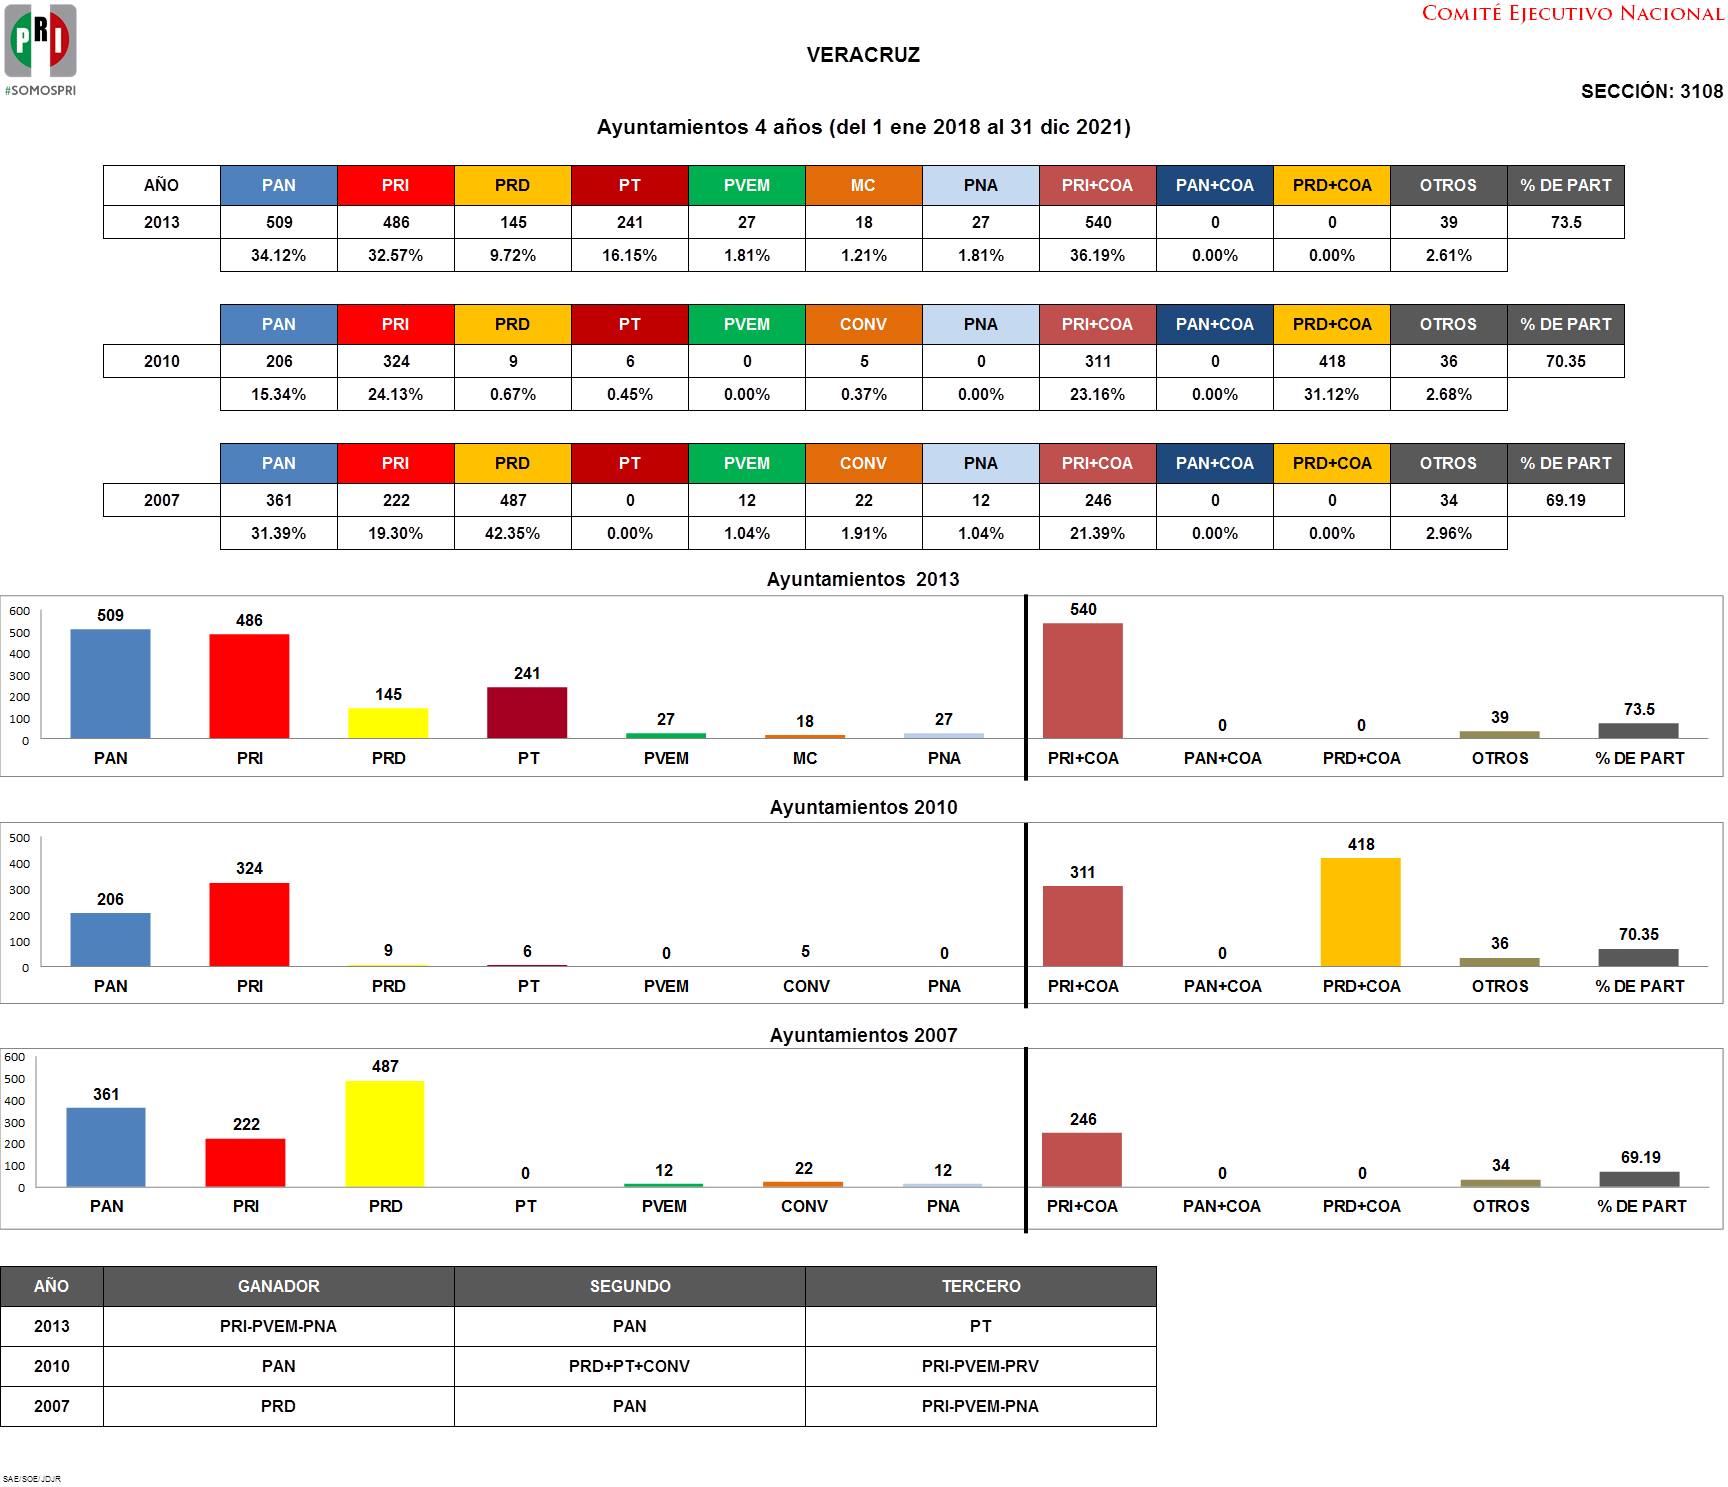 PRI
#SOMOSPRI
COMITÉ EJECUTIVO NACIONAL
VERACRUZ
SECCIÓN: 3108
Ayuntamientos 4 años (del 1 ene 2018 al 31 dic 2021)
AÑO PAN PRI PRD PT PVEM MC PNA PRI+COA PAN+COA PRD+COA OTROS % DE PART
2013 509 486 145 241 27 18 27 540 0 0 39 73.5
34.12% 32.57% 9.72% 16.15% 1.81% 1.21% 1.81% 36.19% 0.00% 0.00% 2.61%
PAN PRI PRD PT PVEM CONV PNA PRI+COA PAN+COA PRD+COA OTROS % DE PART
2010 206 324 9 6 0 5 0 311 0 418 36 70.35
15.34% 24.13% 0.67% 0.45% 0.00% 0.37% 0.00% 23.16% 0.00% 31.12% 2.68%
PAN PRI PRD PT PVEM CONV PNA PRI+COA PAN+COA PRD+COA OTROS % DE PART
2007 361 222 487 0 12 22 12 246 0 0 34 69.19
31.39% 19.30% 42.35% 0.00% 1.04% 1.91% 1.04% 21.39% 0.00% 0.00% 2.96%
Ayuntamientos 2013
600
500
400
300
200
100
0
509 486 145 241 27 18 27 540 0 0 39 73.5
PAN PRI PRD PT PVEM MC PNA PRI+COA PAN+COA PRD+COA OTROS % DE PART
Ayuntamientos 2010
500
400
300
200
100
0
206 324 9 6 0 5 0 311 0 418 36 70.35
PAN PRI PRD PT PVEM CONV PNA PRI+COA PAN+COA PRD+COA OTROS % DE PART
Ayuntamientos 2007
600
500
400
300
200
100
0
361 222 487 0 12 22 12 246 0 0 34 69.19
PAN PRI PRD PT PVEM CONV PNA PRI+COA PAN+COA PRD+COA OTROS % DE PART
AÑO GANADOR SEGUNDO TERCERO
2013 PRI-PVEM-PNA PAN PT
2010 PAN PRD+PT+CONV PRI-PVEM-PRV
2007 PRD PAN PRI-PVEM-PNA
SAE/SOE/JDJR